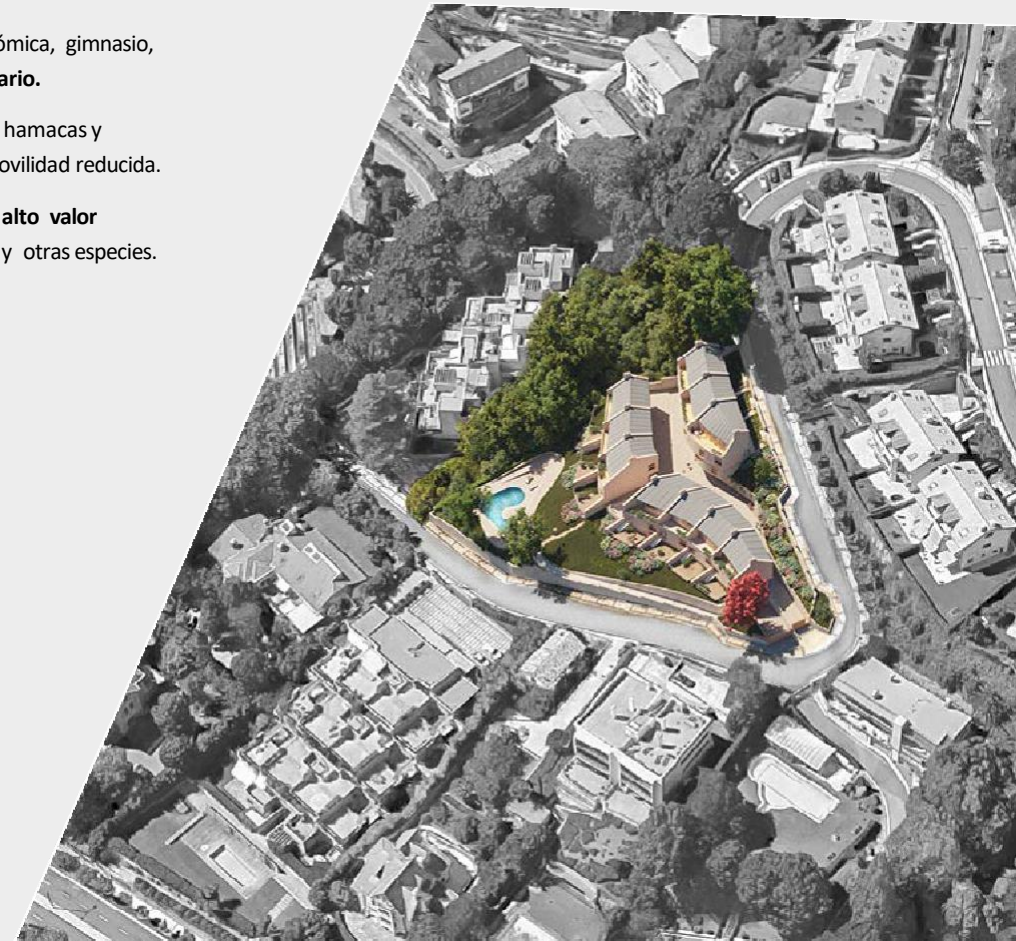 ómica, gimnasio,
ario.
hamacas y
ovilidad reducida.
alto valor
y otras especies.